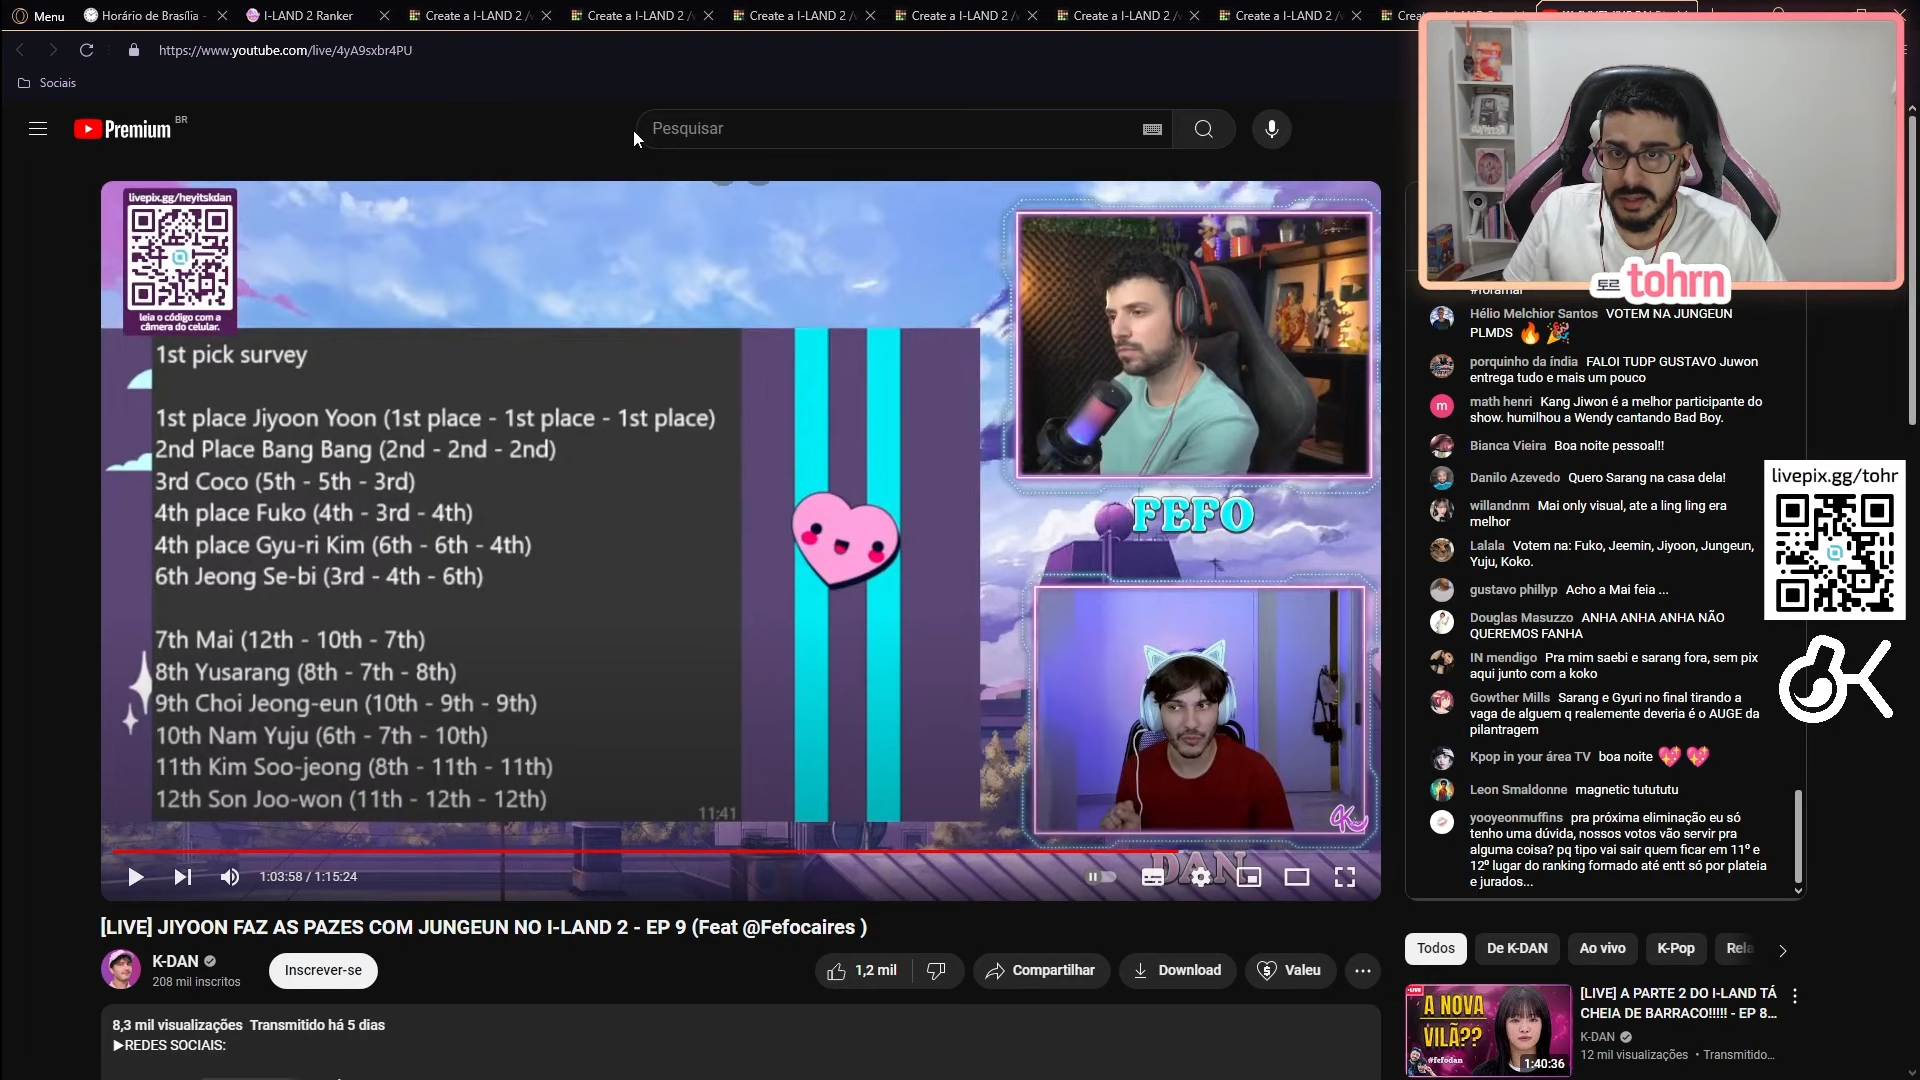 Menu
Horário de Brasília -
I-LAND 2 Ranker
Create a I-LAND 2 /
Create a I-LAND 2 /
Create a I-LAND 2 /
Create a I-LAND 2 /
Create a I-LAND 2 /
Create a I-LAND 2 /
https://www.youtube.com/live/4yA9sxbr4PU
Sociais
Premium BR
Pesquisar
토르 tohrn
livepix.gg/heyitskdan
leia o código com a
câmera do celular.
1st pick survey
1st place Jiyoon Yoon (1st place - 1st place - 1st place)
2nd Place Bang Bang (2nd - 2nd - 2nd)
3rd Coco (5th - 5th - 3rd)
4th place Fuko (4th - 3rd - 4th)
4th place Gyu-ri Kim (6th - 6th - 4th)
6th Jeong Se-bi (3rd - 4th - 6th)
7th Mai (12th - 10th - 7th)
8th Yusarang (8th - 7th - 8th)
9th Choi Jeong-eun (10th - 9th - 9th)
10th Nam Yuju (6th - 7th - 10th)
11th Kim Soo-jeong (8th - 11th - 11th)
12th Son Joo-won (11th - 12th - 12th)
11:41
FEFO
DAN
1:03:58 / 1:15:24
[LIVE] JIYOON FAZ AS PAZES COM JUNGEUN NO I-LAND 2 - EP 9 (Feat @Fefocaires )
K-DAN
208 mil inscritos
Inscrever-se
1,2 mil
Compartilhar
Download
Valeu
8,3 mil visualizações Transmitido há 5 dias
▶REDES SOCIAIS:
Hélio Melchior Santos VOTEM NA JUNGEUN
PLMDS 🔥 🎉
porquinho da índia FALOI TUDP GUSTAVO Juwon
entrega tudo e mais um pouco
m
math henri Kang Jiwon é a melhor participante do
show. humilhou a Wendy cantando Bad Boy.
Bianca Vieira Boa noite pessoal!!
Danilo Azevedo Quero Sarang na casa dela!
willandnm Mai only visual, ate a ling ling era
melhor
Lalala Votem na: Fuko, Jeemin, Jiyoon, Jungeun,
Yuju, Koko.
gustavo phillyp Acho a Mai feia ...
Douglas Masuzzo ANHA ANHA ANHA NÃO
QUEREMOS FANHA
IN mendigo Pra mim saebi e sarang fora, sem pix
aqui junto com a koko
Gowther Mills Sarang e Gyuri no final tirando a
vaga de alguem q realemente deveria é o AUGE da
pilantragem
Kpop in your área TV boa noite 💖 💖
Leon Smaldonne magnetic tutututu
yooyeonmuffins pra próxima eliminação eu só
tenho uma dúvida, nossos votos vão servir pra
alguma coisa? pq tipo vai sair quem ficar em 11º e
12º lugar do ranking formado até entt só por plateia
e jurados...
livepix.gg/tohr
Todos
De K-DAN
Ao vivo
K-Pop
Rela
LIVE
A NOVA
VILÃ??
#fefodan
1:40:36
[LIVE] A PARTE 2 DO I-LAND TÁ
CHEIA DE BARRACO!!!!! - EP 8...
K-DAN
12 mil visualizações • Transmitido...